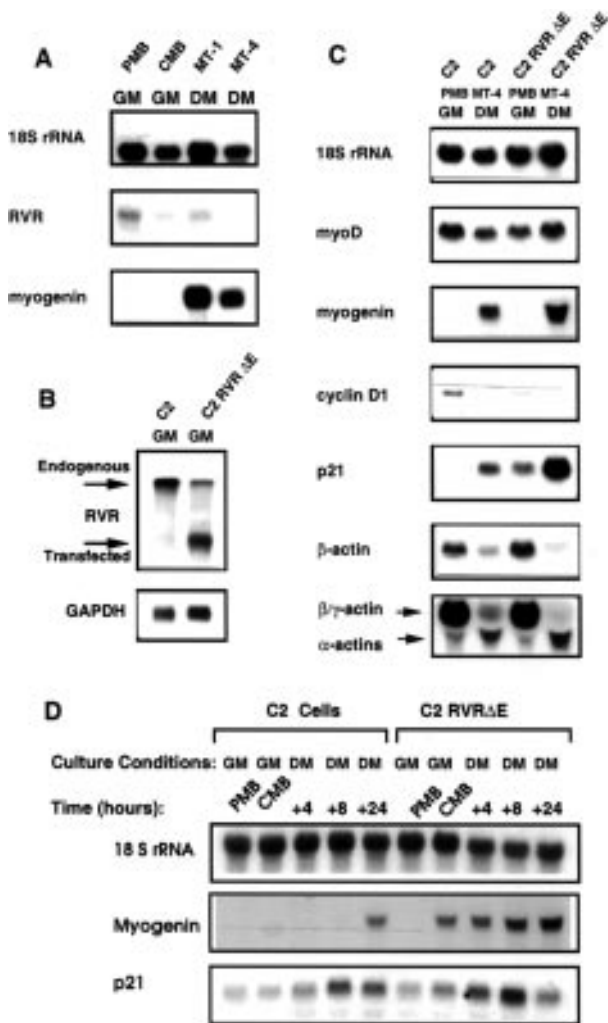 A
PMB CMB MT-1 MT-4
GM GM DM DM
18S rRNA
RVR
myogenin
B
C2 C2 RVR ΔE
GM GM
Endogenous
RVR
Transfected
GAPDH
C
C2 C2 C2 RVR ΔE C2 RVR ΔE
PMB MT-4 PMB MT-4
GM DM GM DM
18S rRNA
myoD
myogenin
cyclin D1
p21
β-actin
β/γ-actin
α-actins
D
C2 Cells C2 RVRΔE
Culture Conditions: GM GM DM DM DM GM GM DM DM DM
Time (hours): PMB CMB +4 +8 +24 PMB CMB +4 +8 +24
18 S rRNA
Myogenin
p21